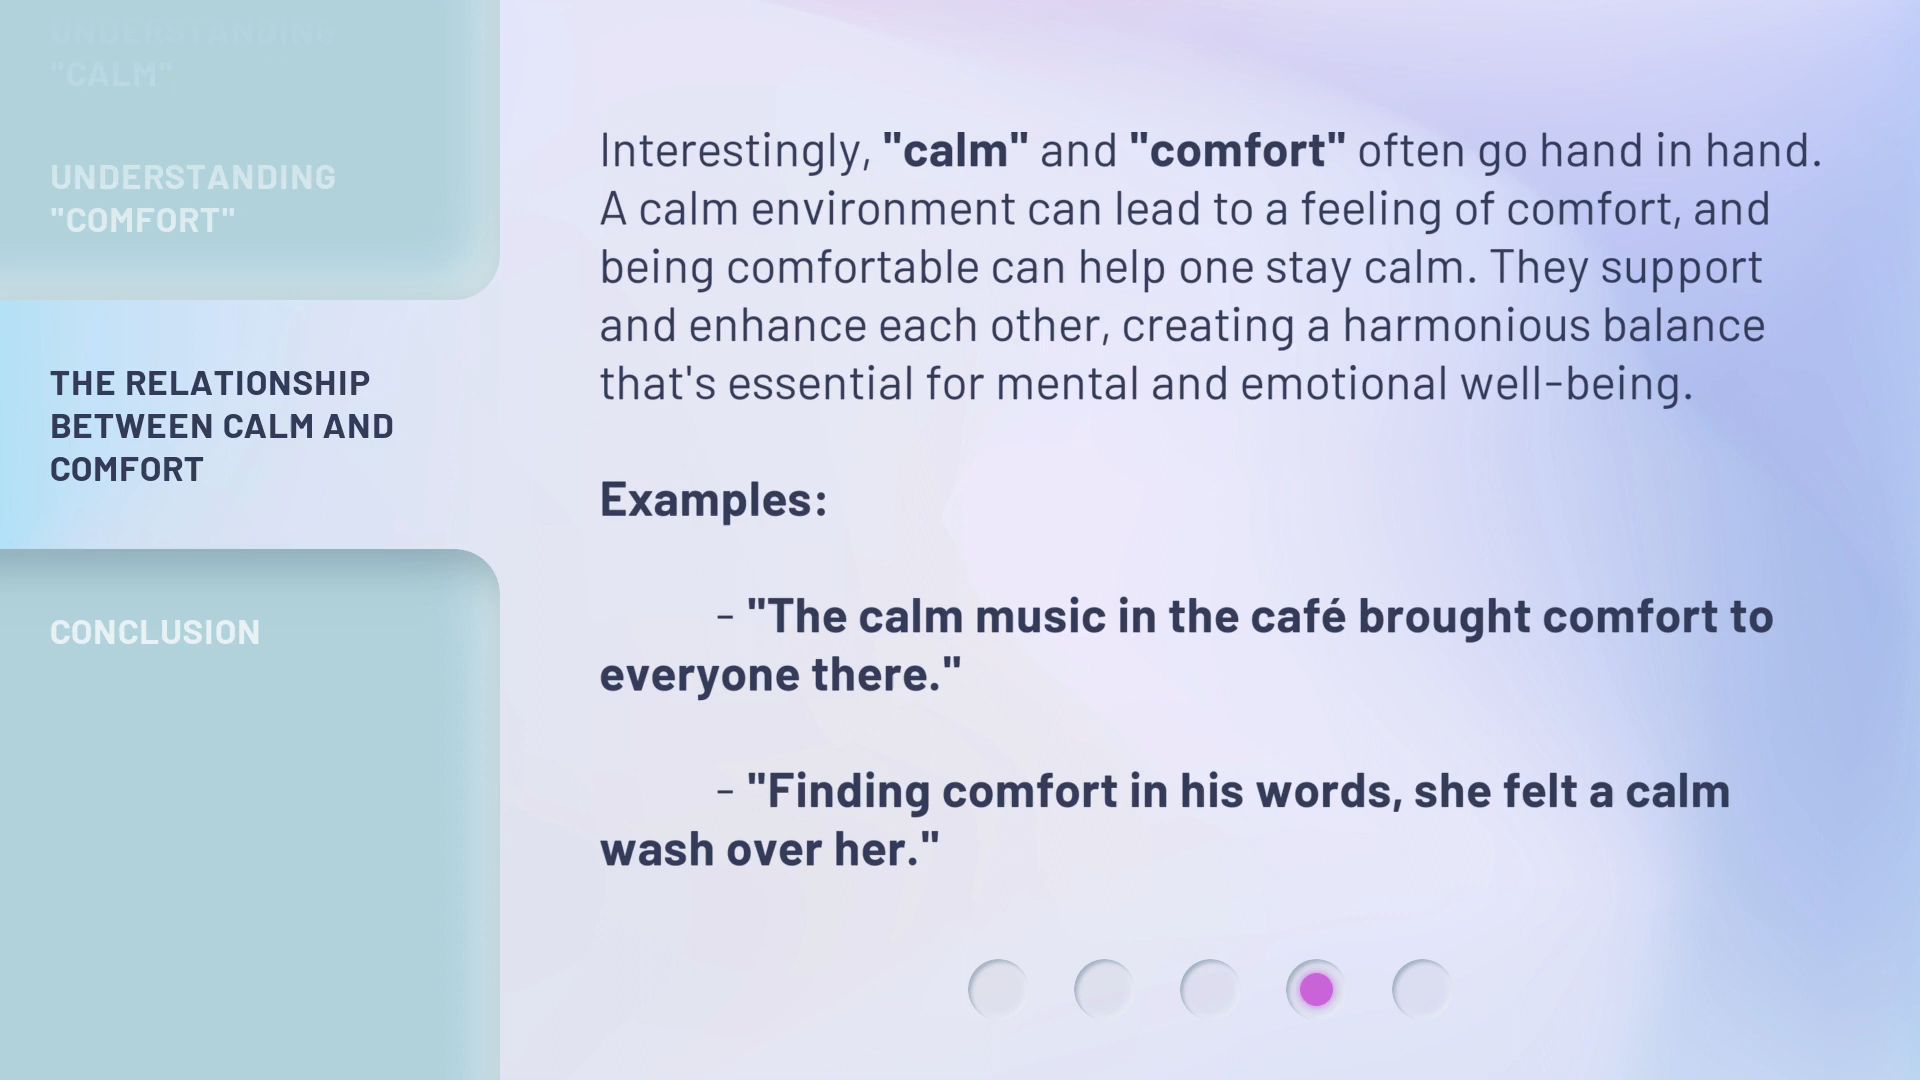 UNDERSTANDING
"CALM"
UNDERSTANDING
"COMFORT"
THE RELATIONSHIP
BETWEEN CALM AND
COMFORT
CONCLUSION
Interestingly, "calm" and "comfort" often go hand in hand.
A calm environment can lead to a feeling of comfort, and
being comfortable can help one stay calm. They support
and enhance each other, creating a harmonious balance
that's essential for mental and emotional well-being.
Examples:
- "The calm music in the café brought comfort to
everyone there."
- "Finding comfort in his words, she felt a calm
wash over her."